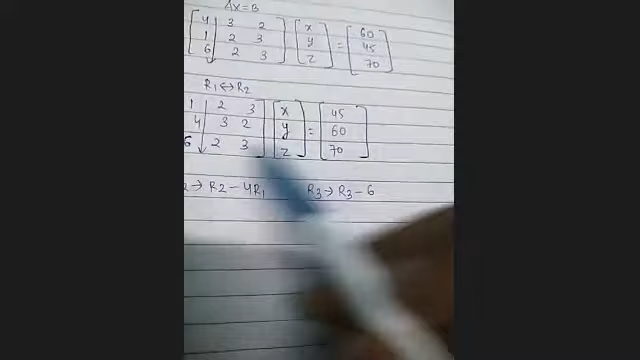 AX=B
[4 3 2] [x] = [60]
[1 2 3] [y] = [45]
[6 2 3] [z] = [70]
R1↔R2
[1 2 3] [x] = [45]
[4 3 2] [y] = [60]
[6 2 3] [z] = [70]
2→R2-4R1 R3→R3-6